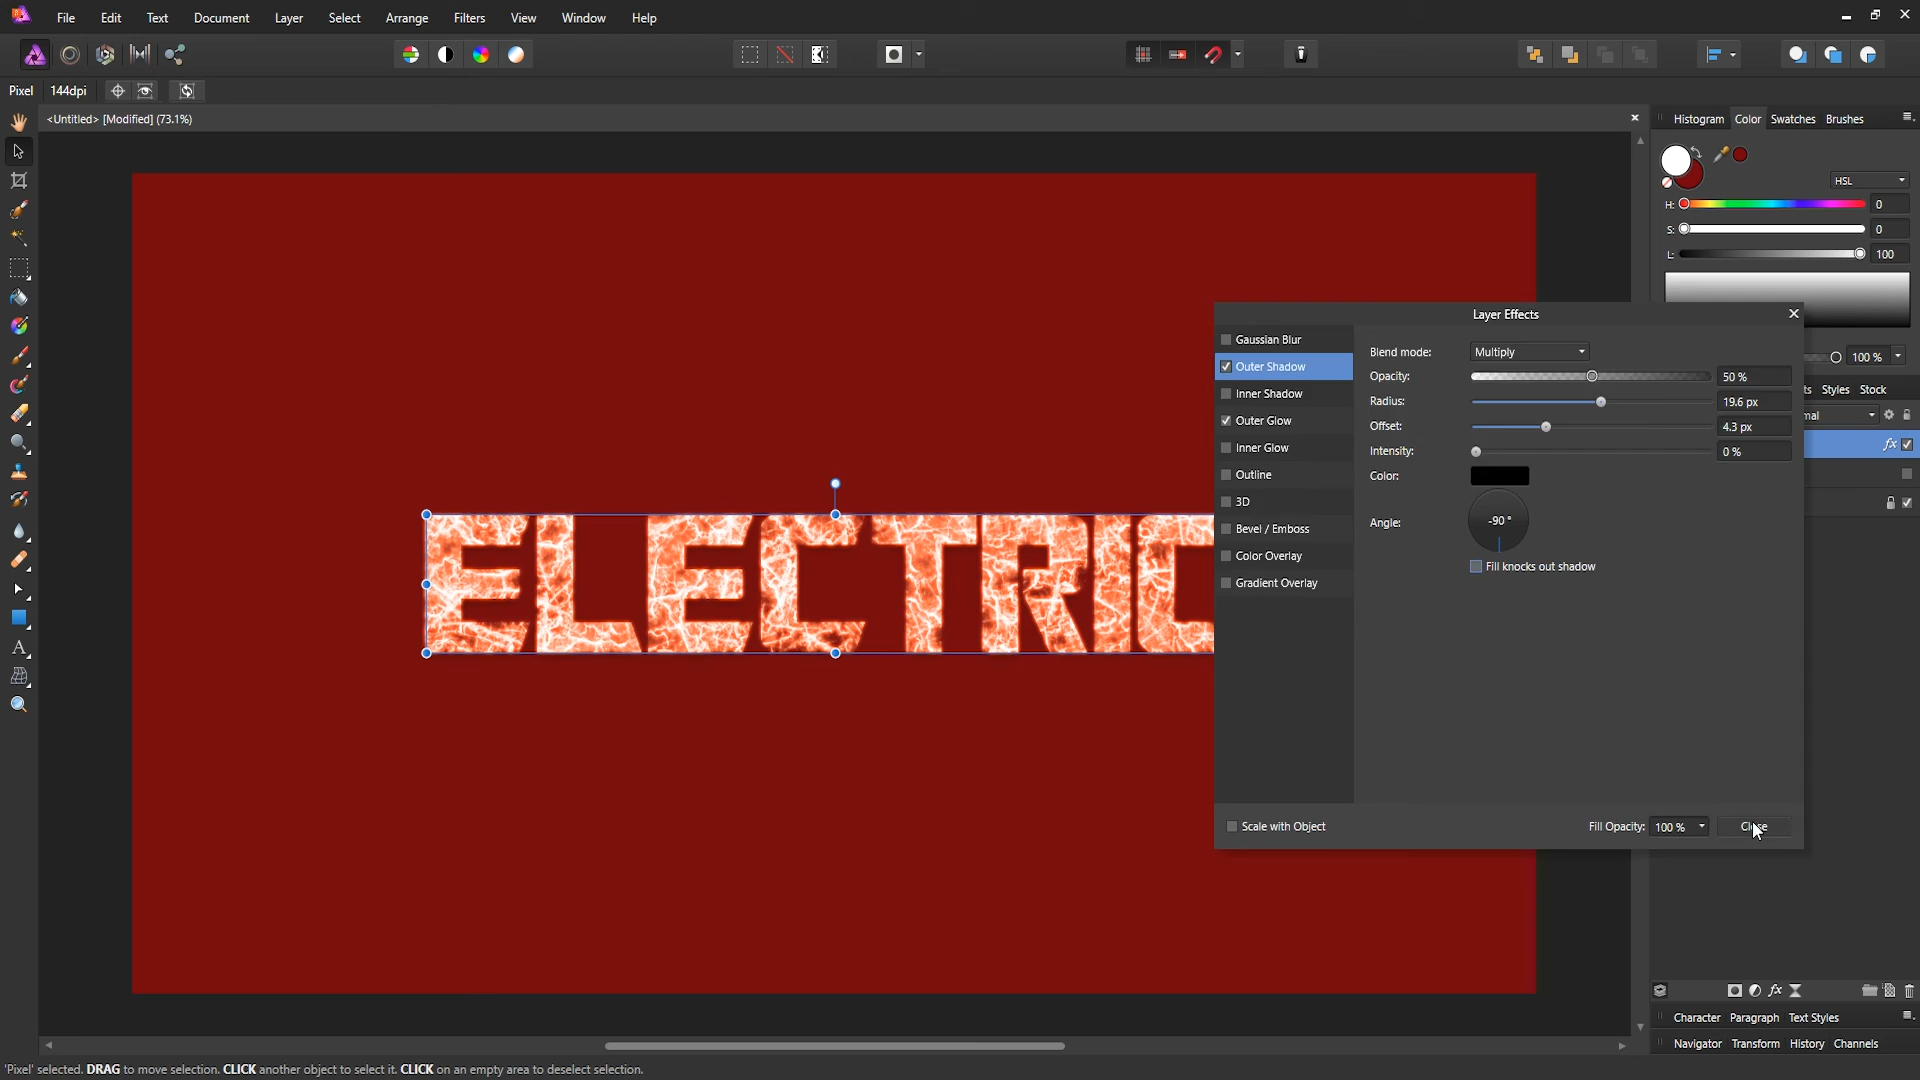 File Edit Text Document Layer Select Arrange Filters View Window Help
Pixel 144dpi
<Untitled> [Modified] (73.1%)
Histogram Color Swatches Brushes
HSL
H: 0
S: 0
L: 100
100 %
Styles Stock
Layer Effects
Gaussian Blur
Outer Shadow
Inner Shadow
Outer Glow
Inner Glow
Outline
3D
Bevel / Emboss
Color Overlay
Gradient Overlay
Blend mode: Multiply
Opacity: 50 %
Radius: 19.6 px
Offset: 4.3 px
Intensity: 0 %
Color:
Angle: -90 °
Fill knocks out shadow
fx
ELECTRIC
Scale with Object
Fill Opacity: 100 %
fx
Character Paragraph Text Styles
Navigator Transform History Channels
'Pixel' selected. DRAG to move selection. CLICK another object to select it. CLICK on an empty area to deselect selection.